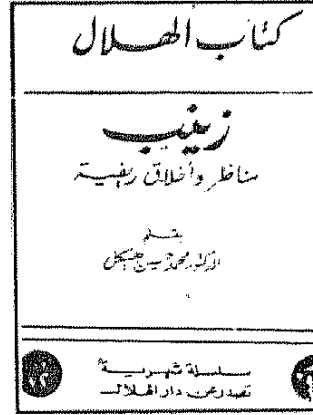 كتاب الهلال
زينب
مناظر وأخلاق ريفية
بقلم
الدكتور محمد حسين هيكل
سلسلة شهرية
تصدر عن دار الهلال